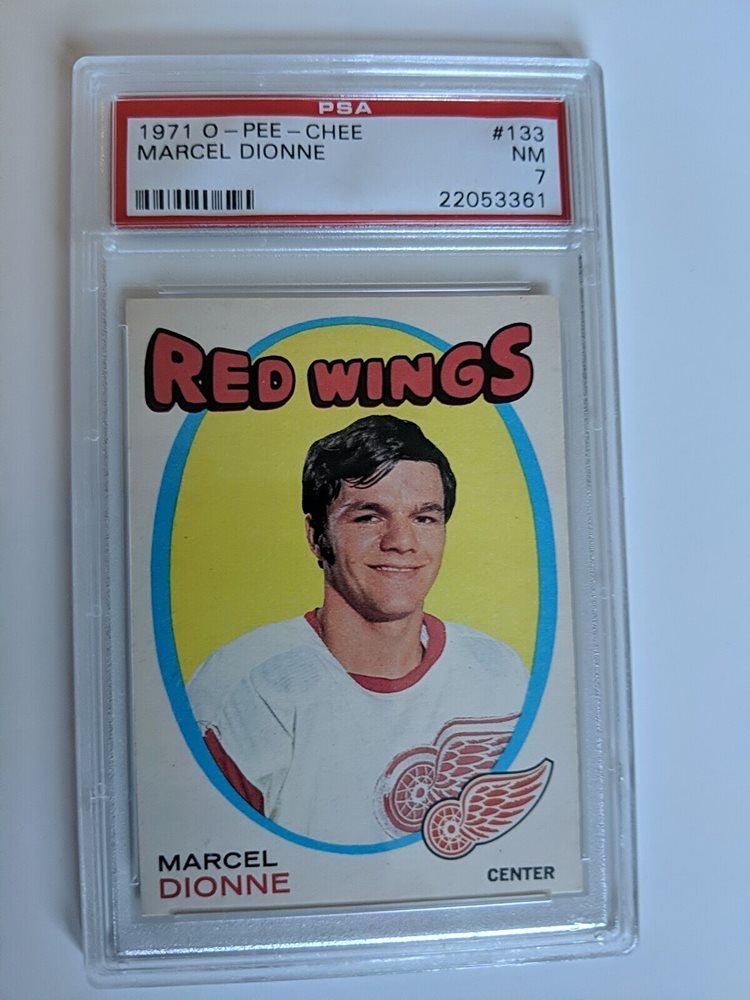 PSA
1971 O-PEE-CHEE #133
MARCEL DIONNE NM
7
22053361
RED WINGS
MARCEL
DIONNE
CENTER